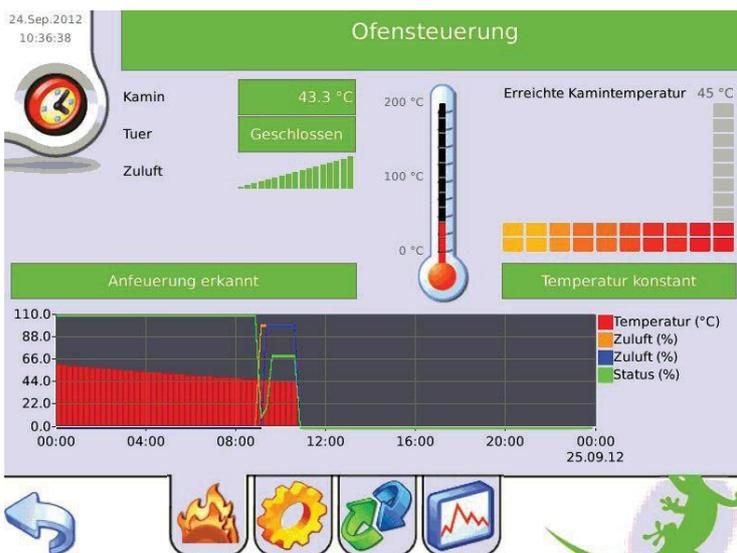 24.Sep.2012
10:36:38
Ofensteuerung
Kamin
43.3 °C
Tuer
Geschlossen
Zuluft
200 °C
100 °C
0 °C
Erreichte Kamintemperatur 45 °C
Anfeuerung erkannt
Temperatur konstant
110.0
88.0
66.0
44.0
22.0
0.0
00:00 04:00 08:00 12:00 16:00 20:00 00:00
25.09.12
Temperatur (°C)
Zuluft (%)
Zuluft (%)
Status (%)